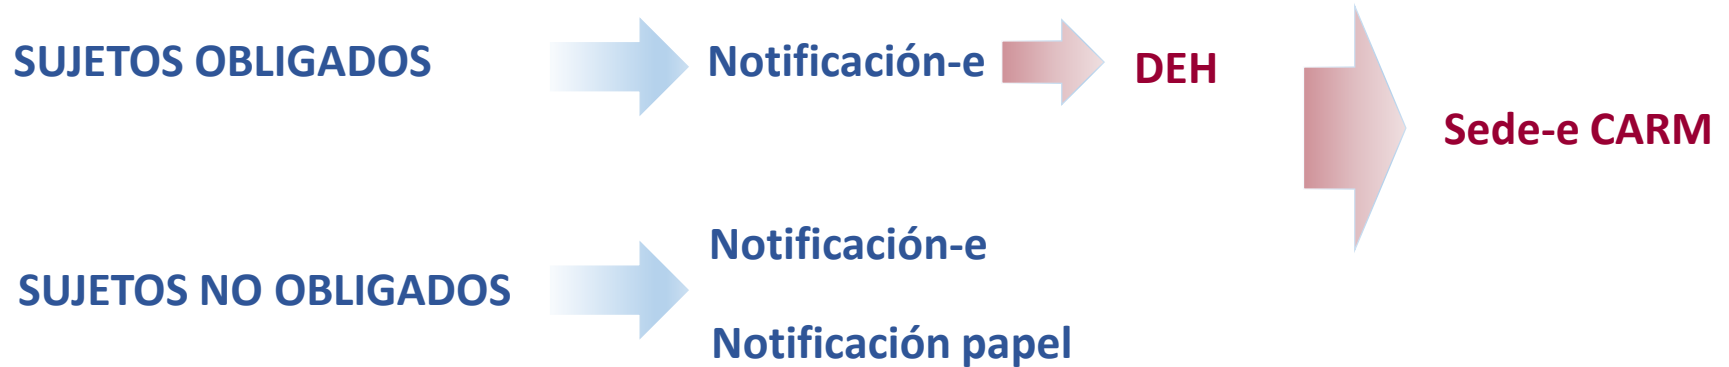 SUJETOS OBLIGADOS
Notificación-e
DEH
Sede-e CARM
SUJETOS NO OBLIGADOS
Notificación-e
Notificación papel